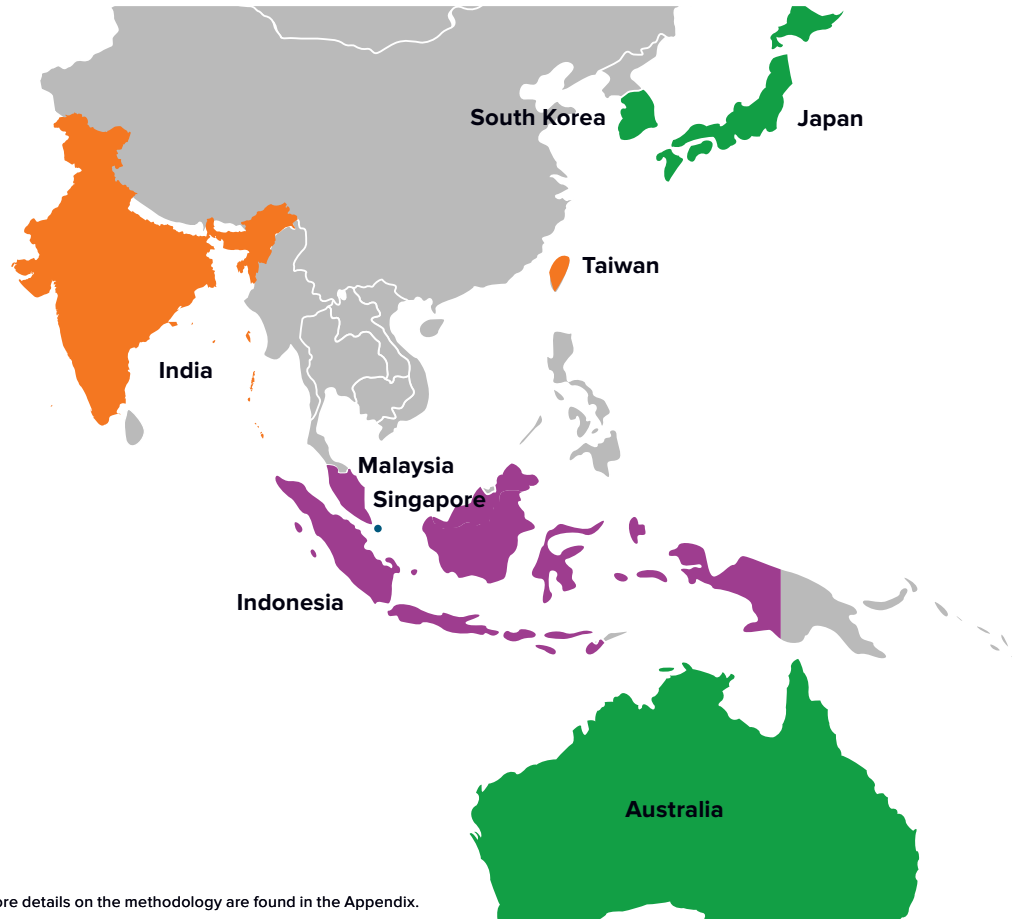 South Korea
Japan
Taiwan
India
Malaysia
Singapore
Indonesia
Australia
details on the methodology are found in the Appendix.